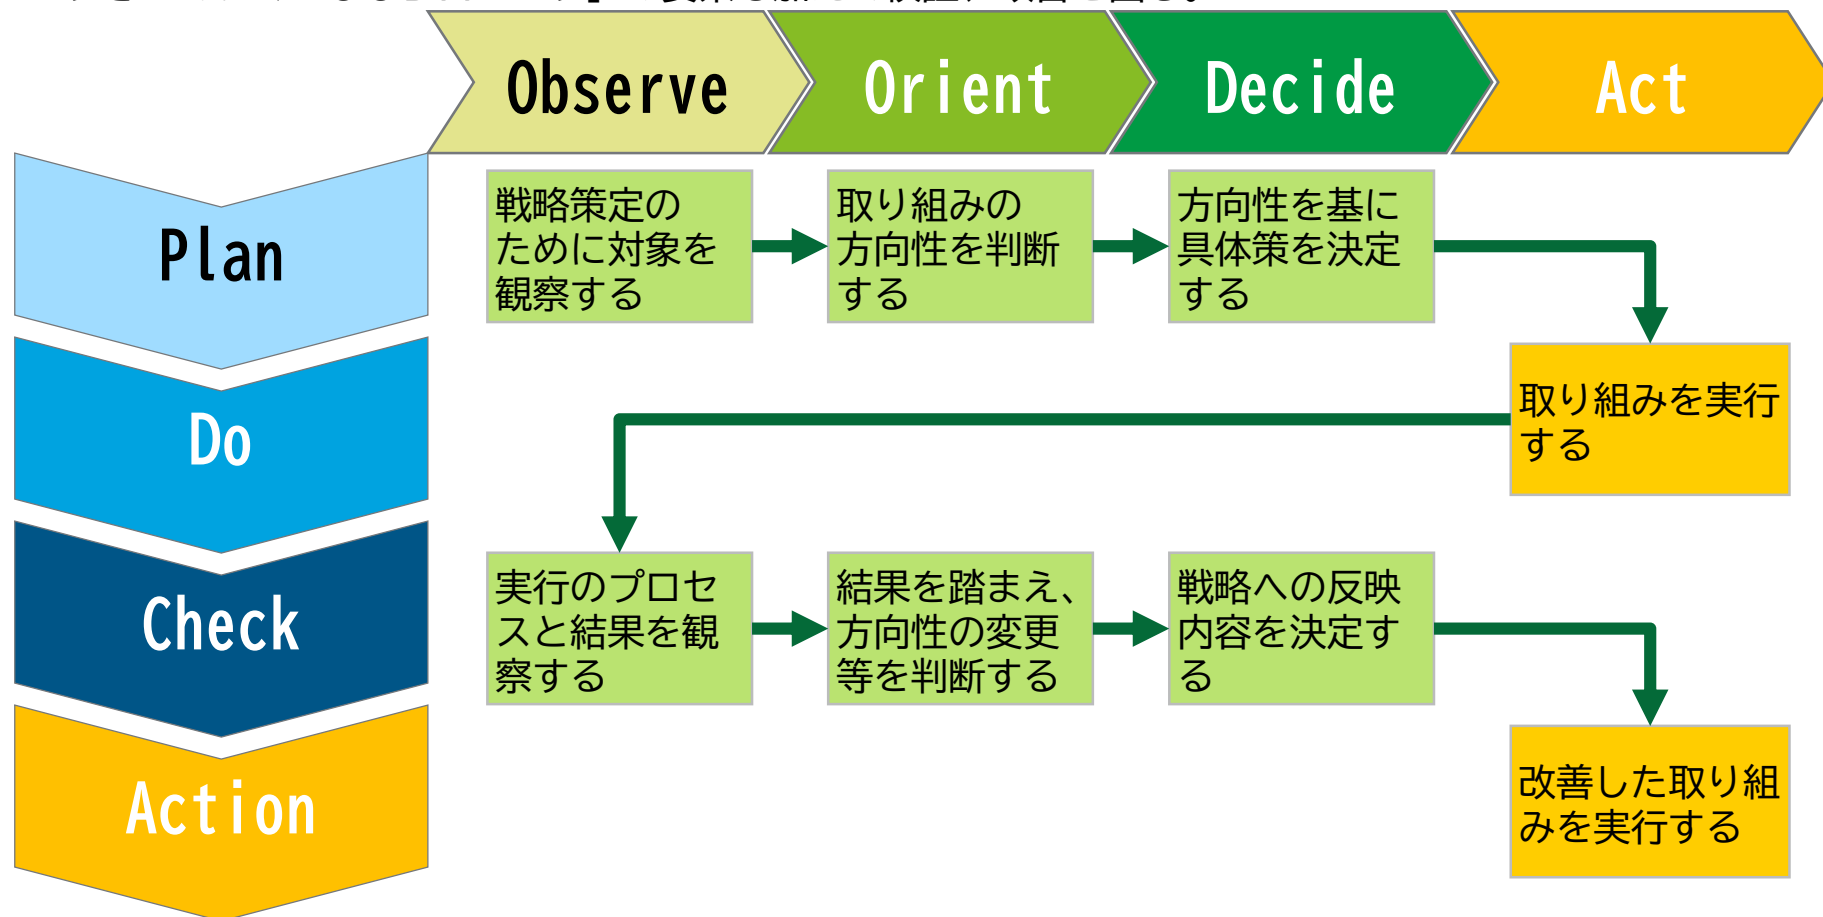 Observe
Orient
Decide
Act
Plan
戦略策定の
ために対象を
観察する
取り組みの
方向性を判断
する
方向性を基に
具体策を決定
する
Do
取り組みを実行
する
Check
実行のプロセ
スと結果を観
察する
結果を踏まえ、
方向性の変更
等を判断する
戦略への反映
内容を決定す
る
Action
改善した取り組
みを実行する